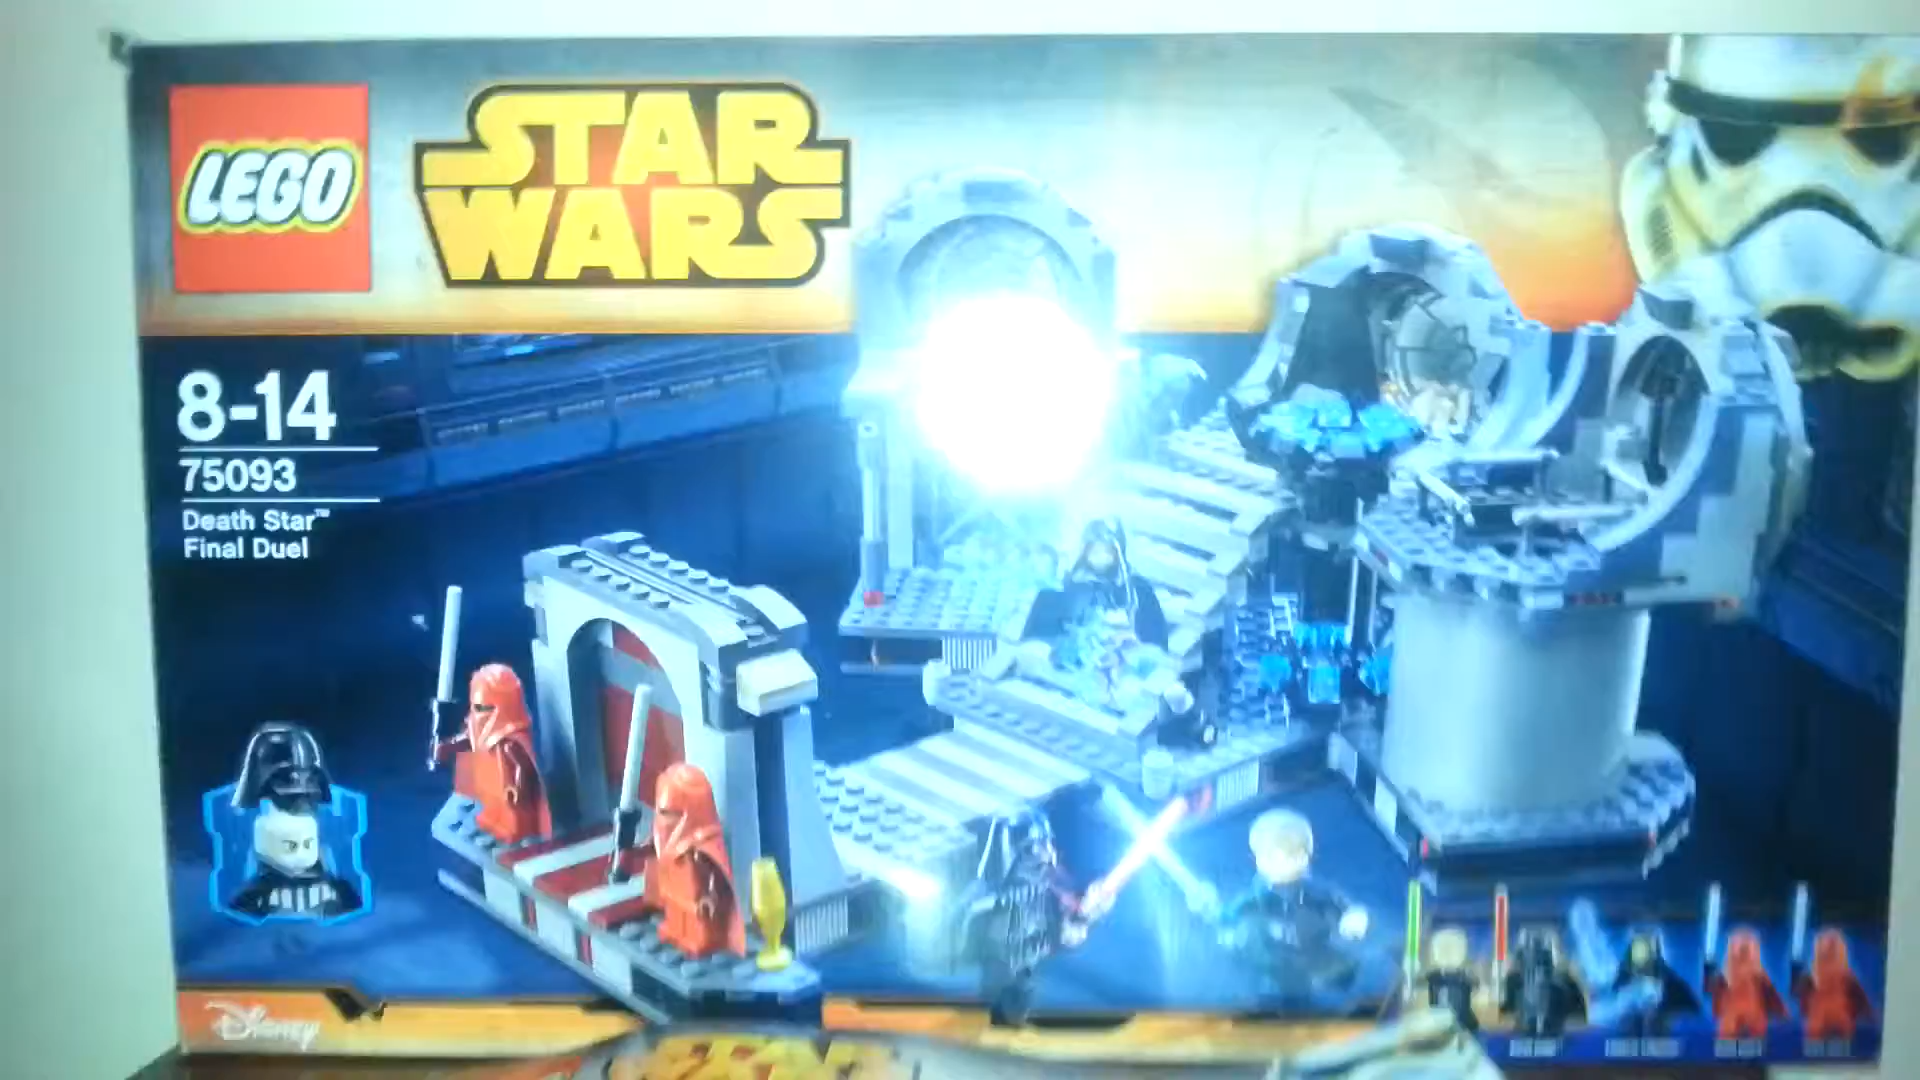 LEGO
STAR
WARS
8-14
75093
Death Star™
Final Duel
Disney